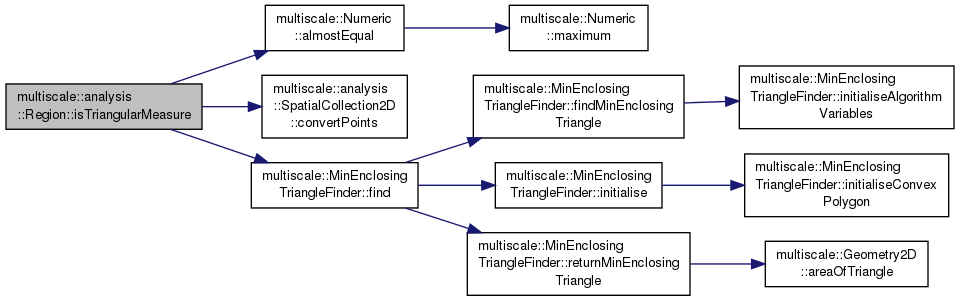 multiscale::analysis
::Region::isTriangularMeasure
multiscale::Numeric
::almostEqual
multiscale::Numeric
::maximum
multiscale::analysis
::SpatialCollection2D
::convertPoints
multiscale::MinEnclosing
TriangleFinder::find
multiscale::MinEnclosing
TriangleFinder::findMinEnclosing
Triangle
multiscale::MinEnclosing
TriangleFinder::initialiseAlgorithm
Variables
multiscale::MinEnclosing
TriangleFinder::initialise
multiscale::MinEnclosing
TriangleFinder::initialiseConvex
Polygon
multiscale::MinEnclosing
TriangleFinder::returnMinEnclosing
Triangle
multiscale::Geometry2D
::areaOfTriangle